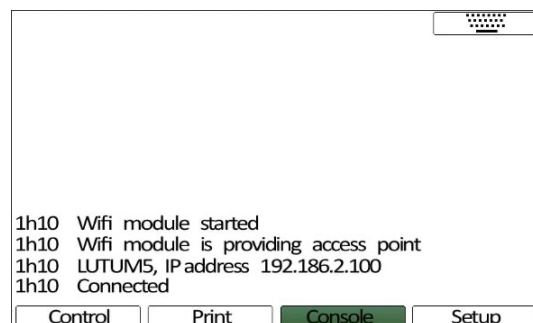 1h10 Wifi module started
1h10 Wifi module is providing access point
1h10 LUTUM5, IP address 192.186.2.100
1h10 Connected
Control Print Console Setup